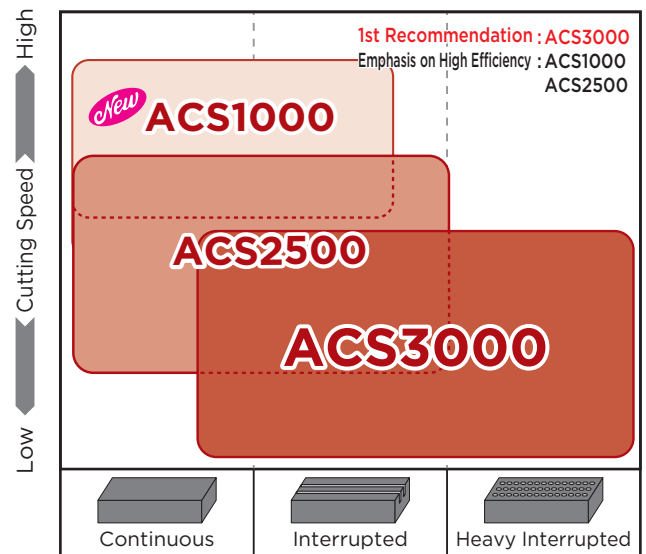 High
Cutting Speed
Low
1st Recommendation : ACS3000
Emphasis on High Efficiency : ACS1000
ACS2500
New
ACS1000
ACS2500
ACS3000
Continuous
Interrupted
Heavy Interrupted